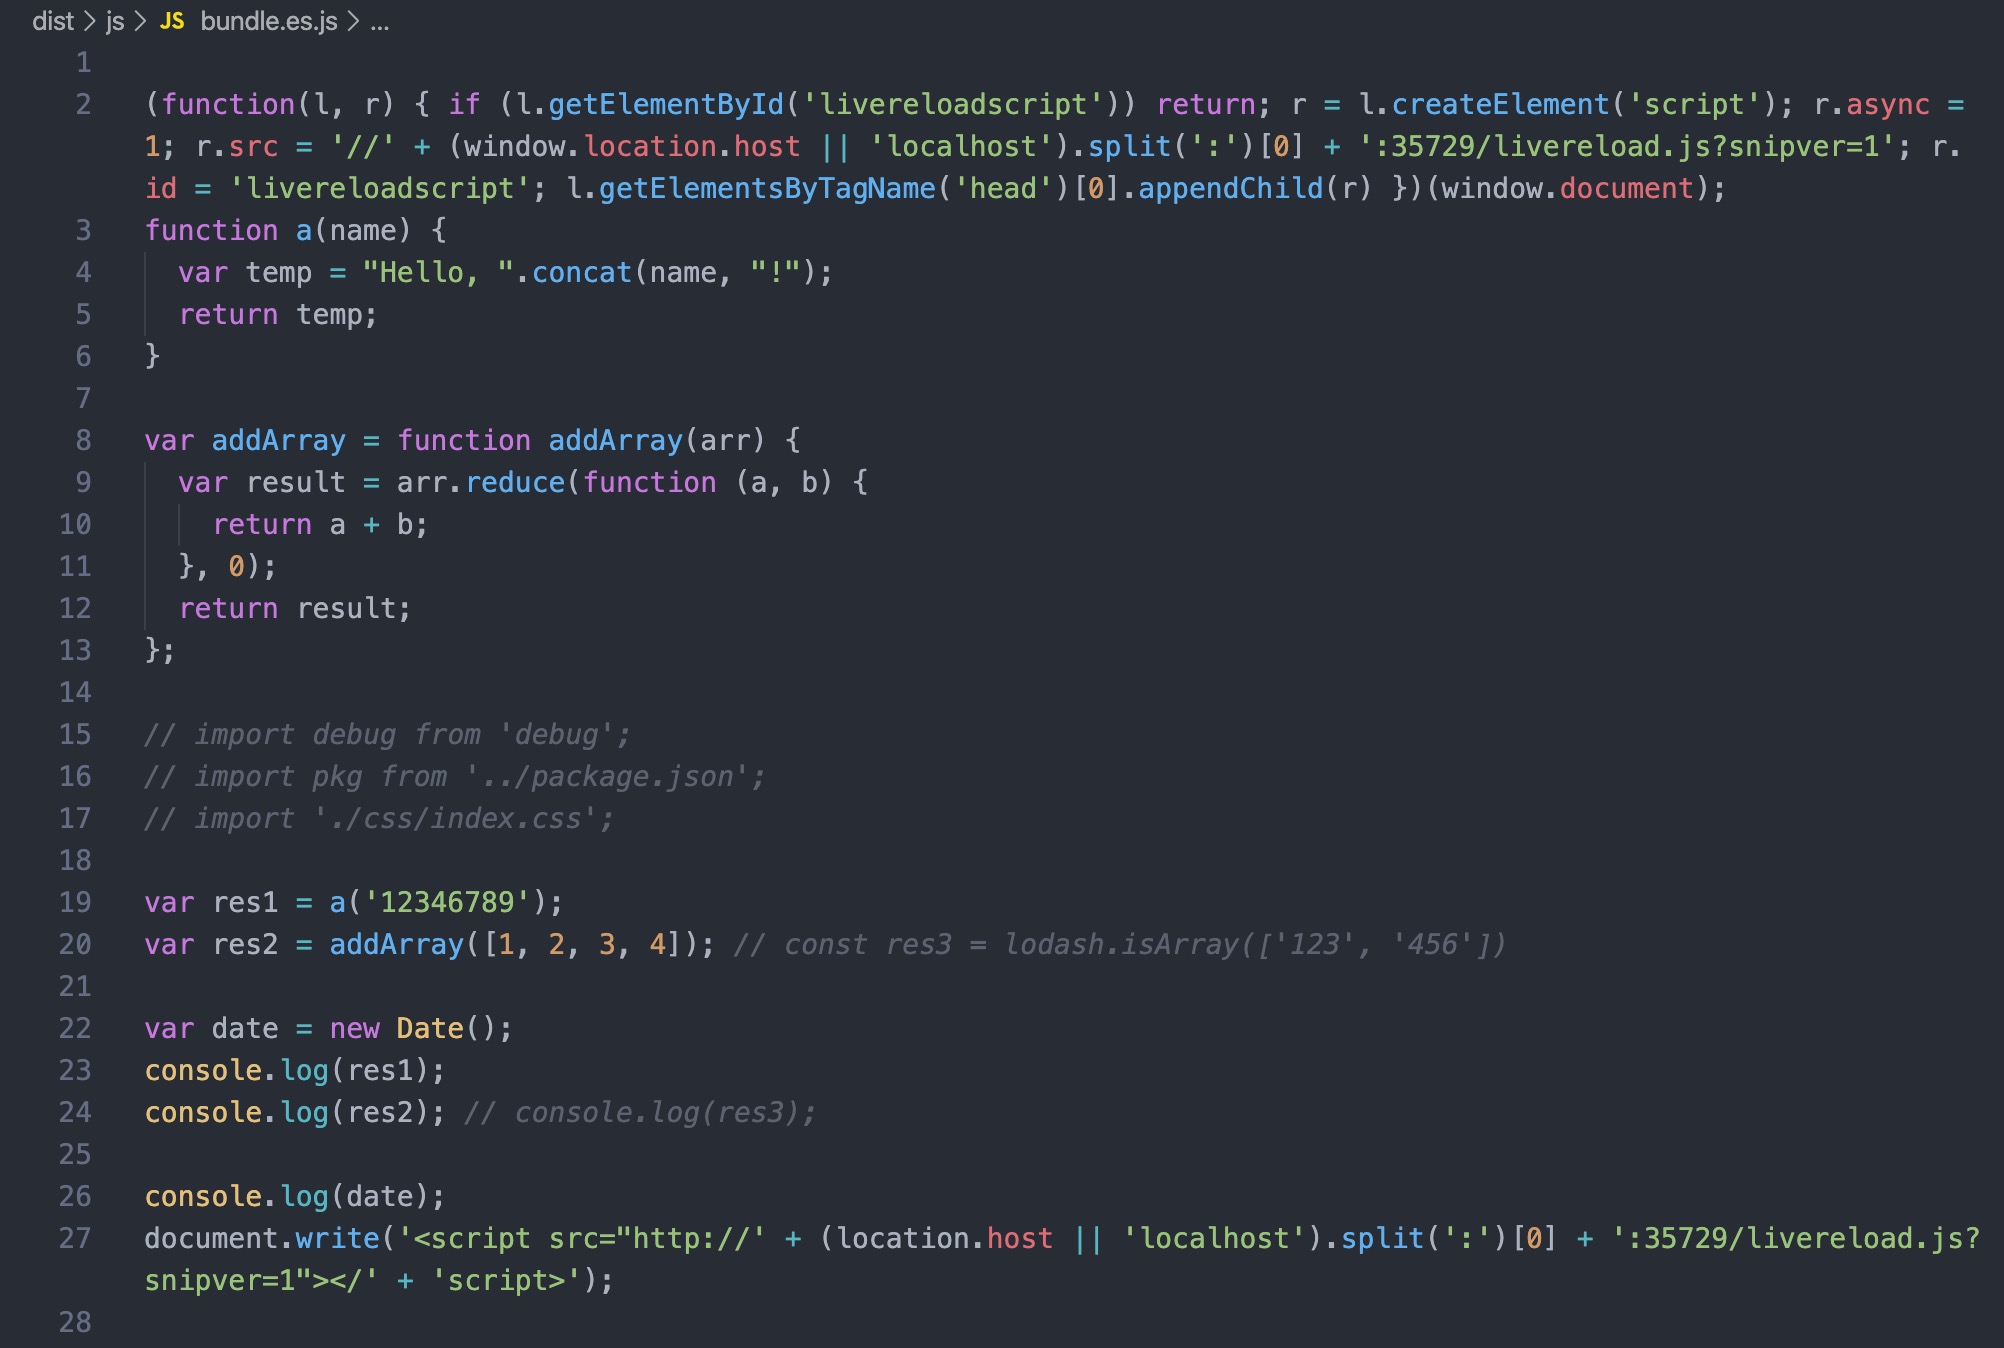 dist > js > JS bundle.es.js > ...
1
2 (function(l, r) { if (l.getElementById('livereloadscript')) return; r = l.createElement('script'); r.async =
1; r.src = '//' + (window.location.host || 'localhost').split(':')[0] + ':35729/livereload.js?snipver=1'; r.
id = 'livereloadscript'; l.getElementsByTagName('head')[0].appendChild(r) })(window.document);
3 function a(name) {
4   var temp = "Hello, ".concat(name, "!");
5   return temp;
6 }
7
8 var addArray = function addArray(arr) {
9   var result = arr.reduce(function (a, b) {
10     return a + b;
11   }, 0);
12   return result;
13 };
14
15 // import debug from 'debug';
16 // import pkg from '../package.json';
17 // import './css/index.css';
18
19 var res1 = a('12346789');
20 var res2 = addArray([1, 2, 3, 4]); // const res3 = lodash.isArray(['123', '456'])
21
22 var date = new Date();
23 console.log(res1);
24 console.log(res2); // console.log(res3);
25
26 console.log(date);
27 document.write('<script src="http://' + (location.host || 'localhost').split(':')[0] + ':35729/livereload.js?
snipver=1"></' + 'script>');
28